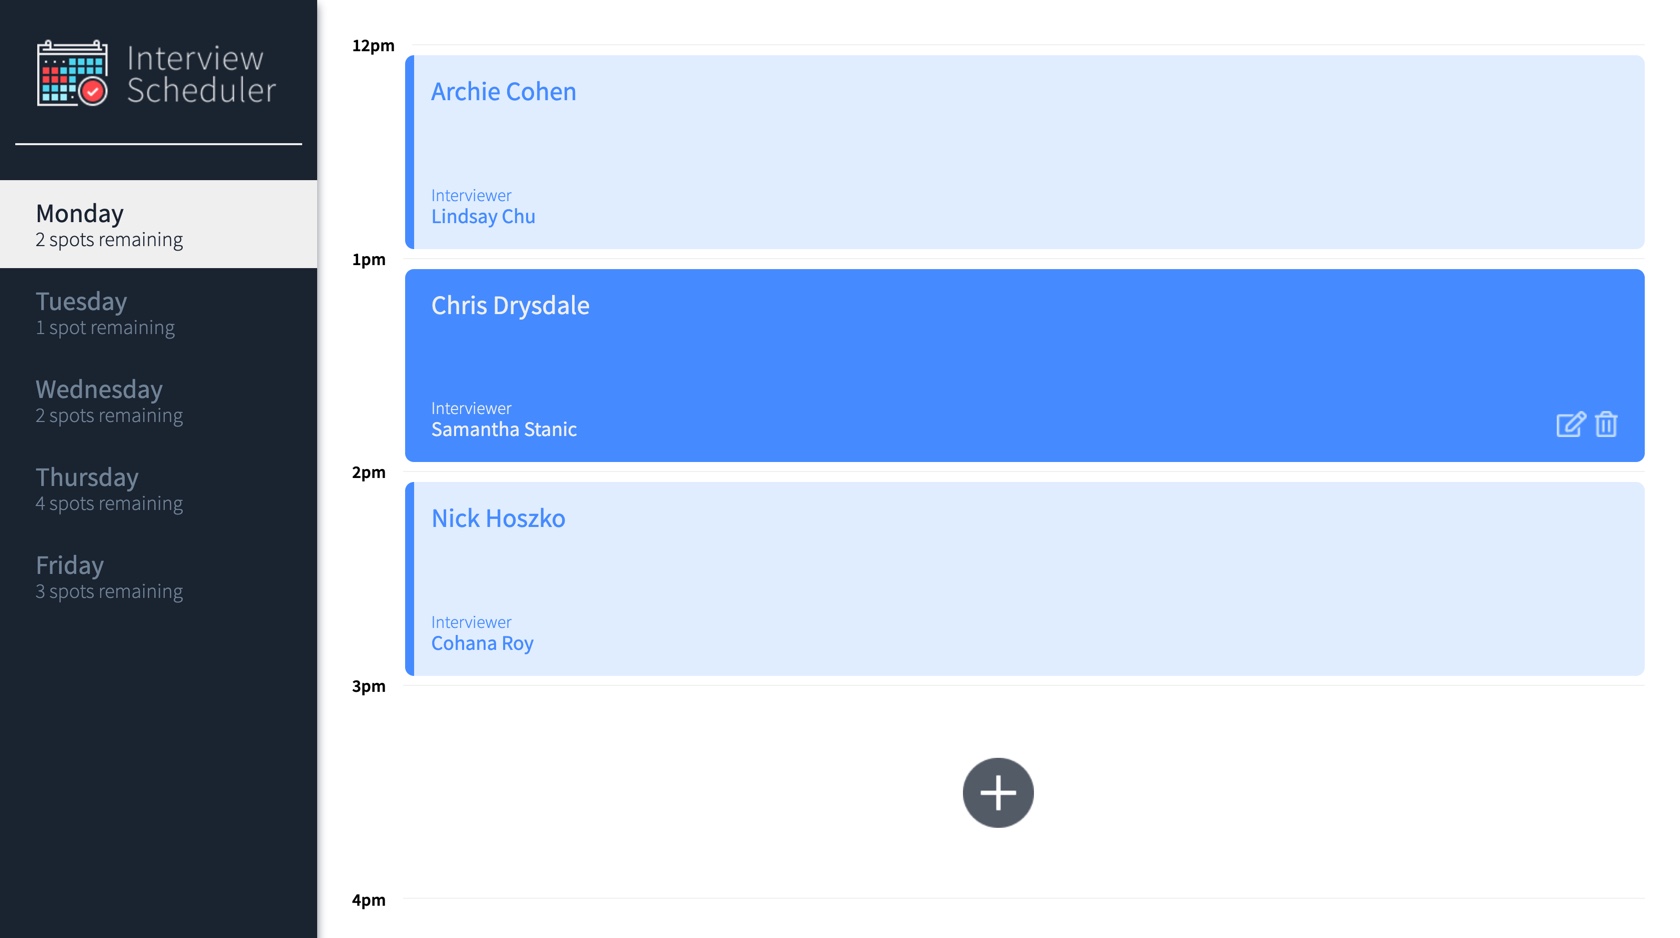 Interview
Scheduler
Monday
2 spots remaining
Tuesday
1 spot remaining
Wednesday
2 spots remaining
Thursday
4 spots remaining
Friday
3 spots remaining
12pm
Archie Cohen
Interviewer
Lindsay Chu
1pm
Chris Drysdale
Interviewer
Samantha Stanic
2pm
Nick Hoszko
Interviewer
Cohana Roy
3pm
4pm